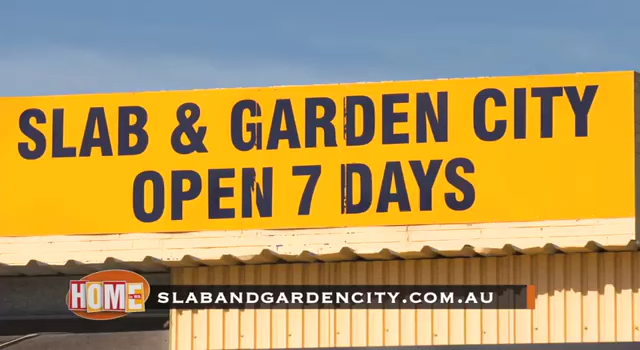 SLAB & GARDEN CITY
OPEN 7 DAYS
HOME
SLABANDGARDENCITY.COM.AU